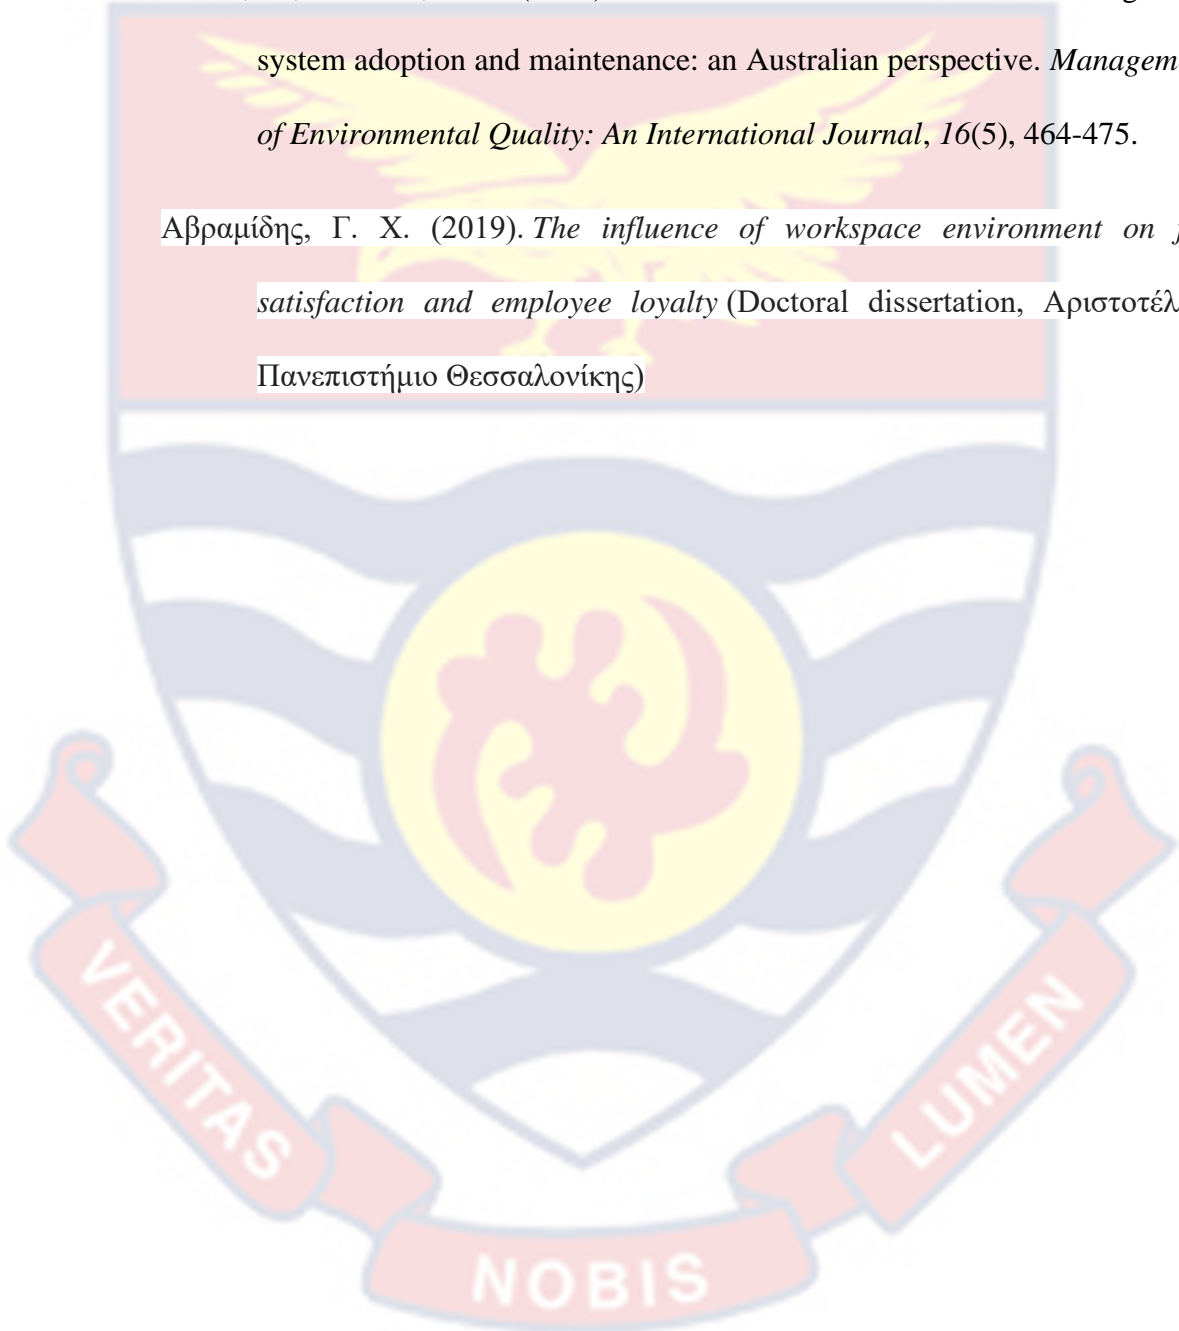 system adoption and maintenance: an Australian perspective. Managem
of Environmental Quality: An International Journal, 16(5), 464-475.
Αβραμίδης, Γ. Χ. (2019). The influence of workspace environment on
satisfaction and employee loyalty (Doctoral dissertation, Αριστοτέλ
Πανεπιστήμιο Θεσσαλονίκης)
VERITAS
NOBIS
LUMEN